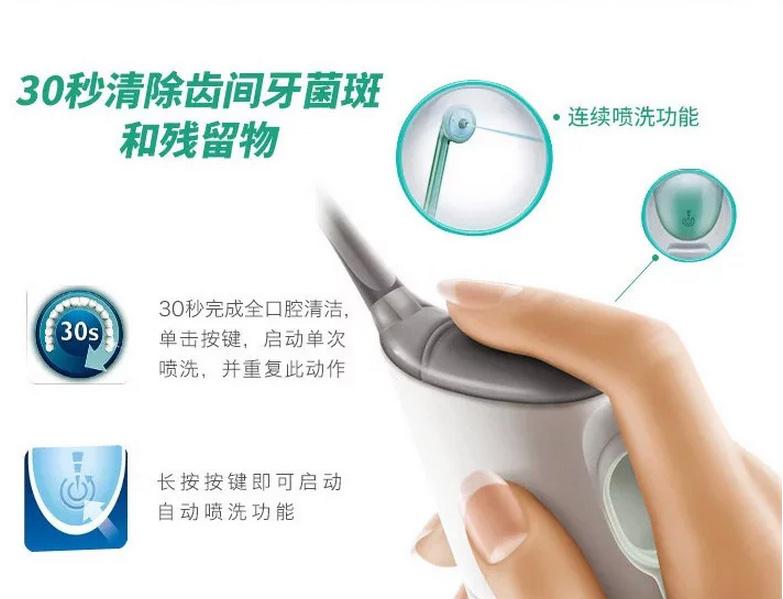 30秒清除齿间牙菌斑
和残留物
• 连续喷洗功能
30s
30秒完成全口腔清洁,
单击按键，启动单次
喷洗，并重复此动作
长按按键即可启动
自动喷洗功能